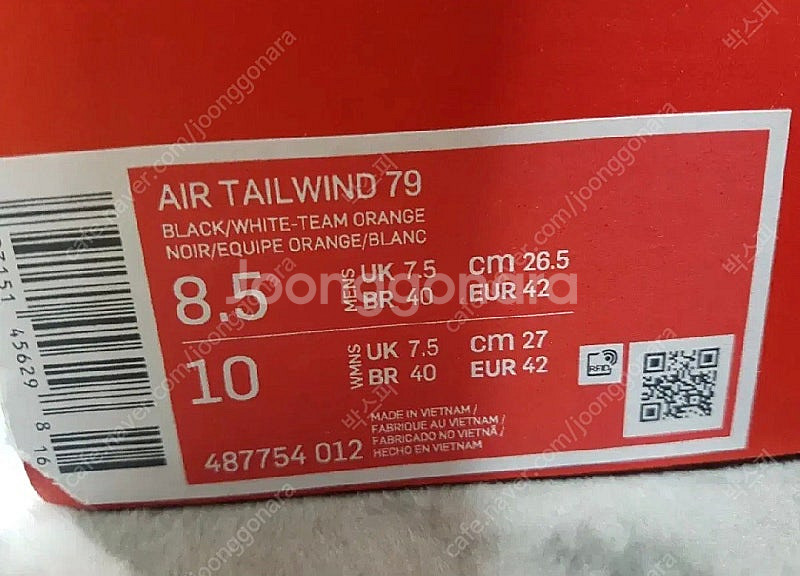 AIR TAILWIND 79
BLACK/WHITE-TEAM ORANGE
NOIR/EQUIPE ORANGE/BLANC
8.5 MENS UK 7.5 cm 26.5
BR 40 EUR 42
10 WMNS UK 7.5 cm 27
BR 40 EUR 42
RFID
487754 012
MADE IN VIETNAM /
FABRIQUE AU VIETNAM /
FABRICADO NO VIETNÃ /
HECHO EN VIETNAM
45629 8 16
Joonggonara
박스피
cafe.naver.com/joonggonara